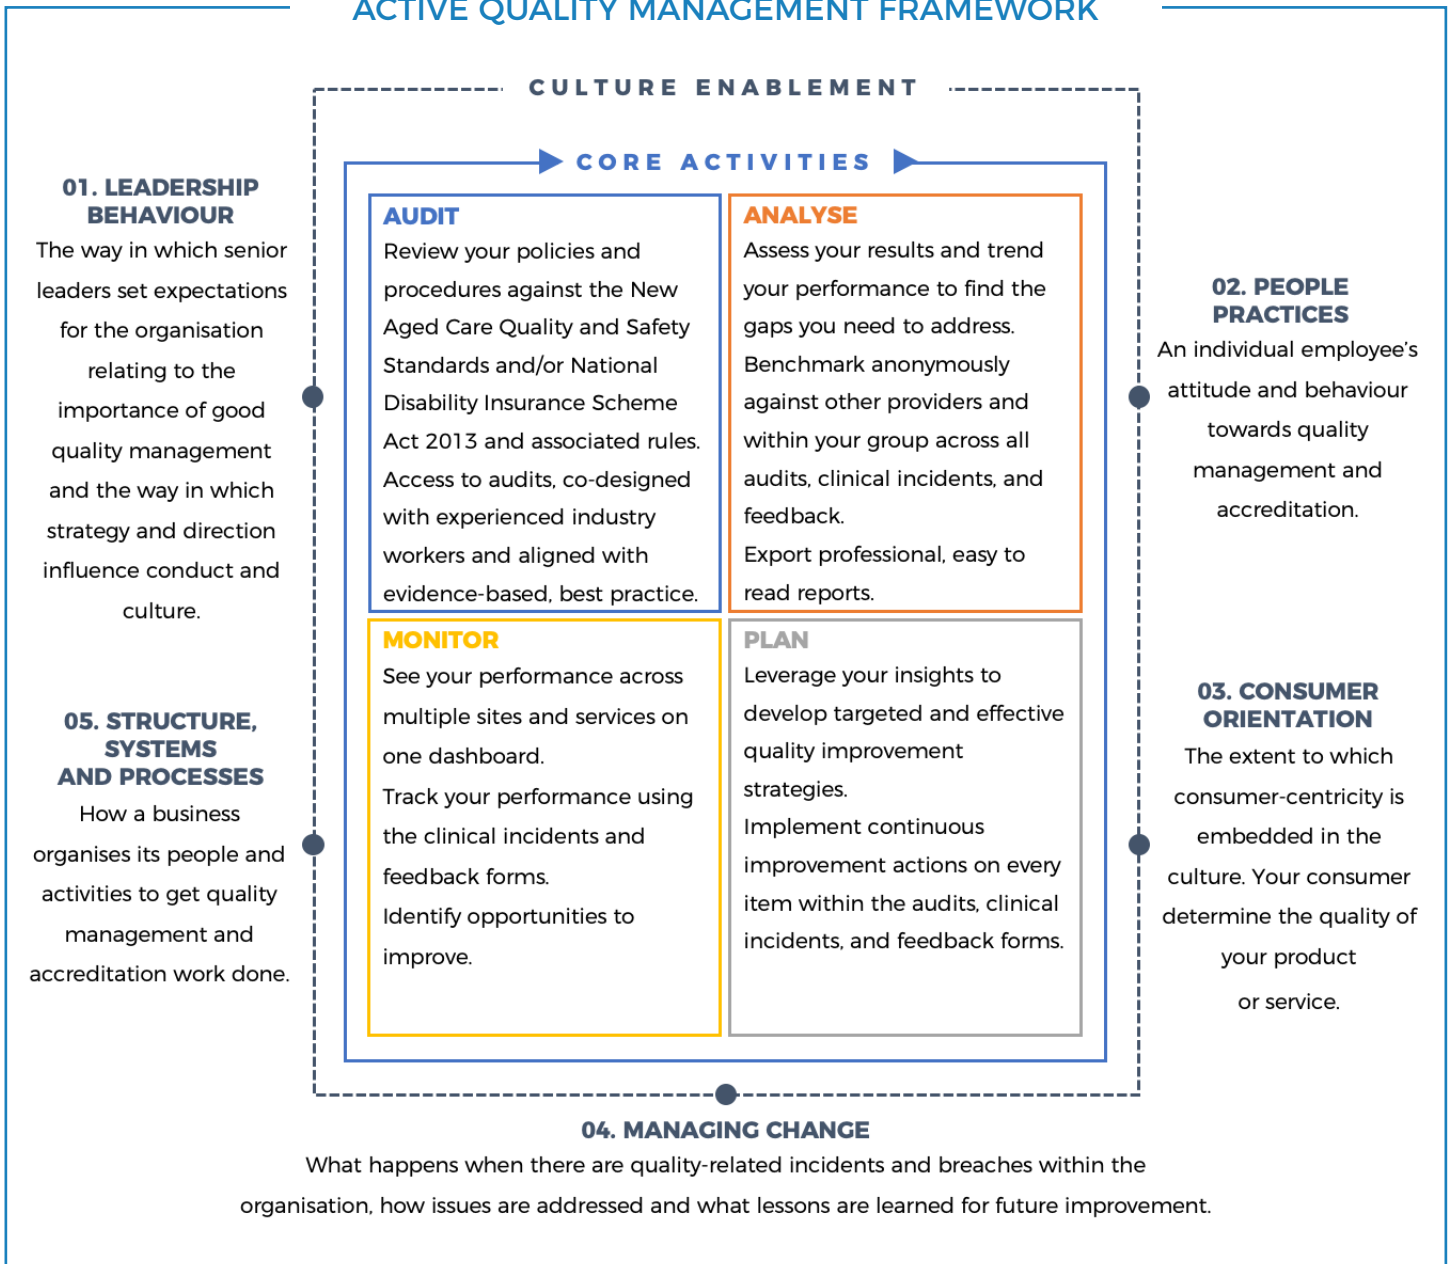 ACTIVE QUALITY MANAGEMENT FRAMEWORK
CULTURE ENABLEMENT
CORE ACTIVITIES
01. LEADERSHIP
BEHAVIOUR
The way in which senior
leaders set expectations
for the organisation
relating to the
importance of good
quality management
and the way in which
strategy and direction
influence conduct and
culture.
AUDIT
Review your policies and
procedures against the New
Aged Care Quality and Safety
Standards and/or National
Disability Insurance Scheme
Act 2013 and associated rules.
Access to audits, co-designed
with experienced industry
workers and aligned with
evidence-based, best practice.
ANALYSE
Assess your results and trend
your performance to find the
gaps you need to address.
Benchmark anonymously
against other providers and
within your group across all
audits, clinical incidents, and
feedback.
Export professional, easy to
read reports.
02. PEOPLE
PRACTICES
An individual employee’s
attitude and behaviour
towards quality
management and
accreditation.
05. STRUCTURE,
SYSTEMS
AND PROCESSES
How a business
organises its people and
activities to get quality
management and
accreditation work done.
MONITOR
See your performance across
multiple sites and services on
one dashboard.
Track your performance using
the clinical incidents and
feedback forms.
Identify opportunities to
improve.
PLAN
Leverage your insights to
develop targeted and effective
quality improvement
strategies.
Implement continuous
improvement actions on every
item within the audits, clinical
incidents, and feedback forms.
03. CONSUMER
ORIENTATION
The extent to which
consumer-centricity is
embedded in the
culture. Your consumer
determine the quality of
your product
or service.
04. MANAGING CHANGE
What happens when there are quality-related incidents and breaches within the
organisation, how issues are addressed and what lessons are learned for future improvement.